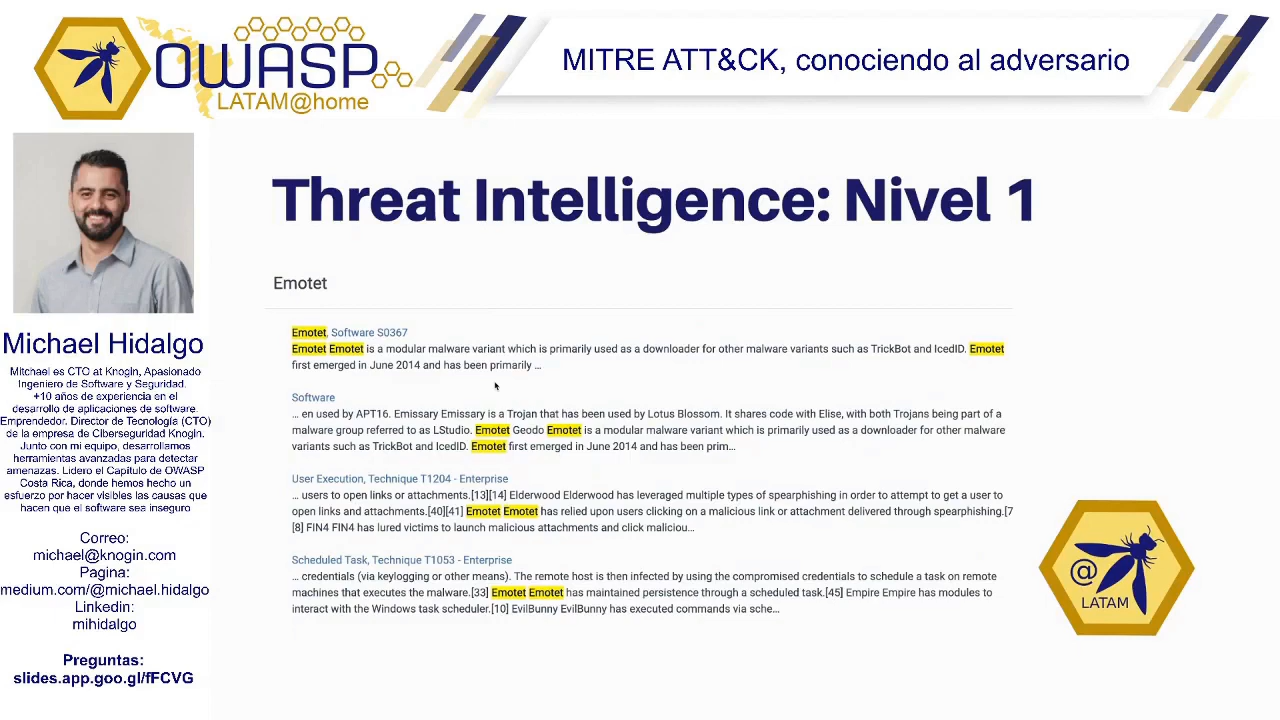 OWASP
LATAM@home
MITRE ATT&CK, conociendo al adversario
Michael Hidalgo
Mitchael es CTO at Knogin, Apasionado
Ingeniero de Software y Seguridad.
+10 años de experiencia en el
desarrollo de aplicaciones de software.
Emprendedor. Director de Tecnología (CTO)
de la empresa de Ciberseguridad KnogIn.
Junto con mi equipo, desarrollamos
herramientas avanzadas para detectar
amenazas. Lidero el Capítulo de OWASP
Costa Rica, donde hemos hecho un
esfuerzo por hacer visibles las causas que
hacen que el software sea inseguro
Correo:
michael@knogin.com
Pagina:
medium.com/@michael.hidalgo
Linkedin:
mihidalgo
Preguntas:
slides.app.goo.gl/fFCVG
Threat Intelligence: Nivel 1
Emotet
Emotet, Software S0367
Emotet Emotet is a modular malware variant which is primarily used as a downloader for other malware variants such as TrickBot and IcedID. Emotet
first emerged in June 2014 and has been primarily ...
Software
... en used by APT16. Emissary Emissary is a Trojan that has been used by Lotus Blossom. It shares code with Elise, with both Trojans being part of a
malware group referred to as LStudio. Emotet Geodo Emotet is a modular malware variant which is primarily used as a downloader for other malware
variants such as TrickBot and IcedID. Emotet first emerged in June 2014 and has been prim...
User Execution, Technique T1204 - Enterprise
... users to open links or attachments.[13][14] Elderwood Elderwood has leveraged multiple types of spearphishing in order to attempt to get a user to
open links and attachments.[40][41] Emotet Emotet has relied upon users clicking on a malicious link or attachment delivered through spearphishing.[7
[8] FIN4 FIN4 has lured victims to launch malicious attachments and click maliciou...
Scheduled Task, Technique T1053 - Enterprise
... credentials (via keylogging or other means). The remote host is then infected by using the compromised credentials to schedule a task on remote
machines that executes the malware.[33] Emotet Emotet has maintained persistence through a scheduled task.[45] Empire Empire has modules to
interact with the Windows task scheduler.[10] EvilBunny EvilBunny has executed commands via sche...
@
LATAM